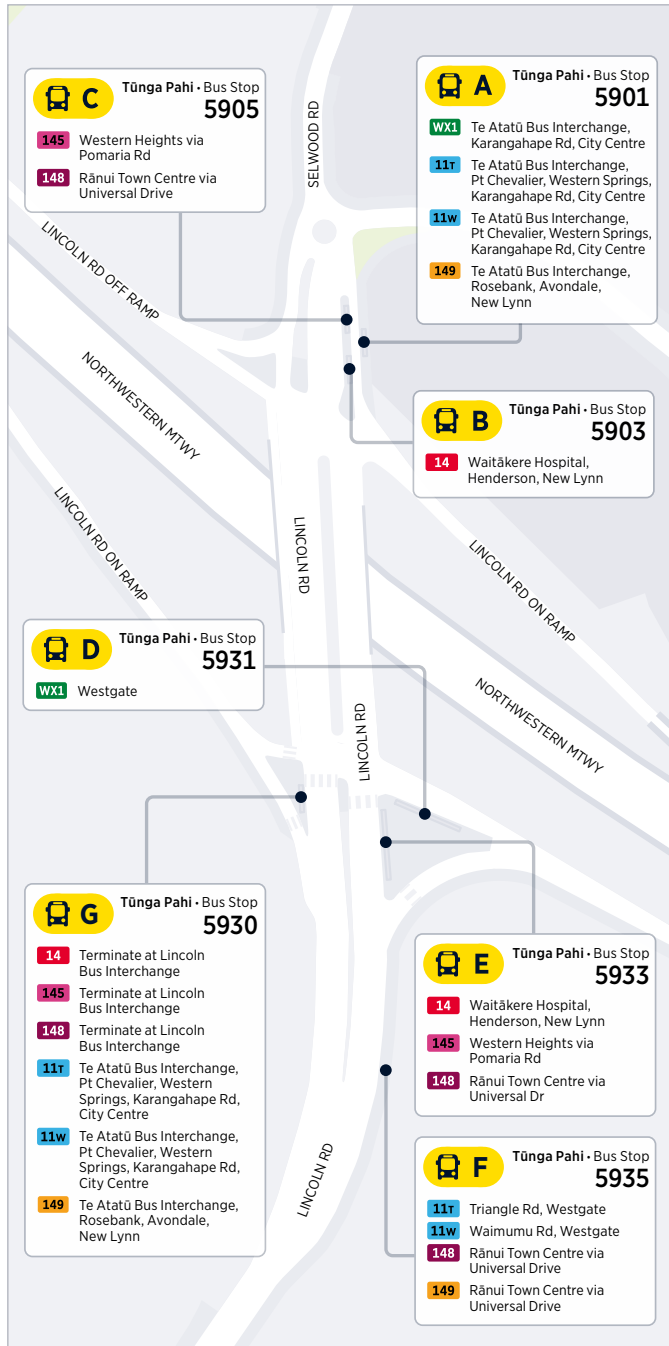 C
Tūnga Pahi • Bus Stop
5905
145 Western Heights via
Pomaria Rd
148 Rānui Town Centre via
Universal Drive
A
Tūnga Pahi • Bus Stop
5901
WX1 Te Atatū Bus Interchange,
Karangahape Rd, City Centre
11T Te Atatū Bus Interchange,
Pt Chevalier, Western Springs,
Karangahape Rd, City Centre
11W Te Atatū Bus Interchange,
Pt Chevalier, Western Springs,
Karangahape Rd, City Centre
149 Te Atatū Bus Interchange,
Rosebank, Avondale,
New Lynn
SELWOOD RD
LINCOLN RD OFF RAMP
NORTHWESTERN MTWY
B
Tūnga Pahi • Bus Stop
5903
14 Waitākere Hospital,
Henderson, New Lynn
LINCOLN RD ON RAMP
LINCOLN RD
LINCOLN RD ON RAMP
D
Tūnga Pahi • Bus Stop
5931
WX1 Westgate
LINCOLN RD
NORTHWESTERN MTWY
G
Tūnga Pahi • Bus Stop
5930
14 Terminate at Lincoln
Bus Interchange
145 Terminate at Lincoln
Bus Interchange
148 Terminate at Lincoln
Bus Interchange
11T Te Atatū Bus Interchange,
Pt Chevalier, Western
Springs, Karangahape Rd,
City Centre
11W Te Atatū Bus Interchange,
Pt Chevalier, Western
Springs, Karangahape Rd,
City Centre
149 Te Atatū Bus Interchange,
Rosebank, Avondale,
New Lynn
E
Tūnga Pahi • Bus Stop
5933
14 Waitākere Hospital,
Henderson, New Lynn
145 Western Heights via
Pomaria Rd
148 Rānui Town Centre via
Universal Dr
LINCOLN RD
F
Tūnga Pahi • Bus Stop
5935
11T Triangle Rd, Westgate
11W Waimumu Rd, Westgate
148 Rānui Town Centre via
Universal Drive
149 Rānui Town Centre via
Universal Drive